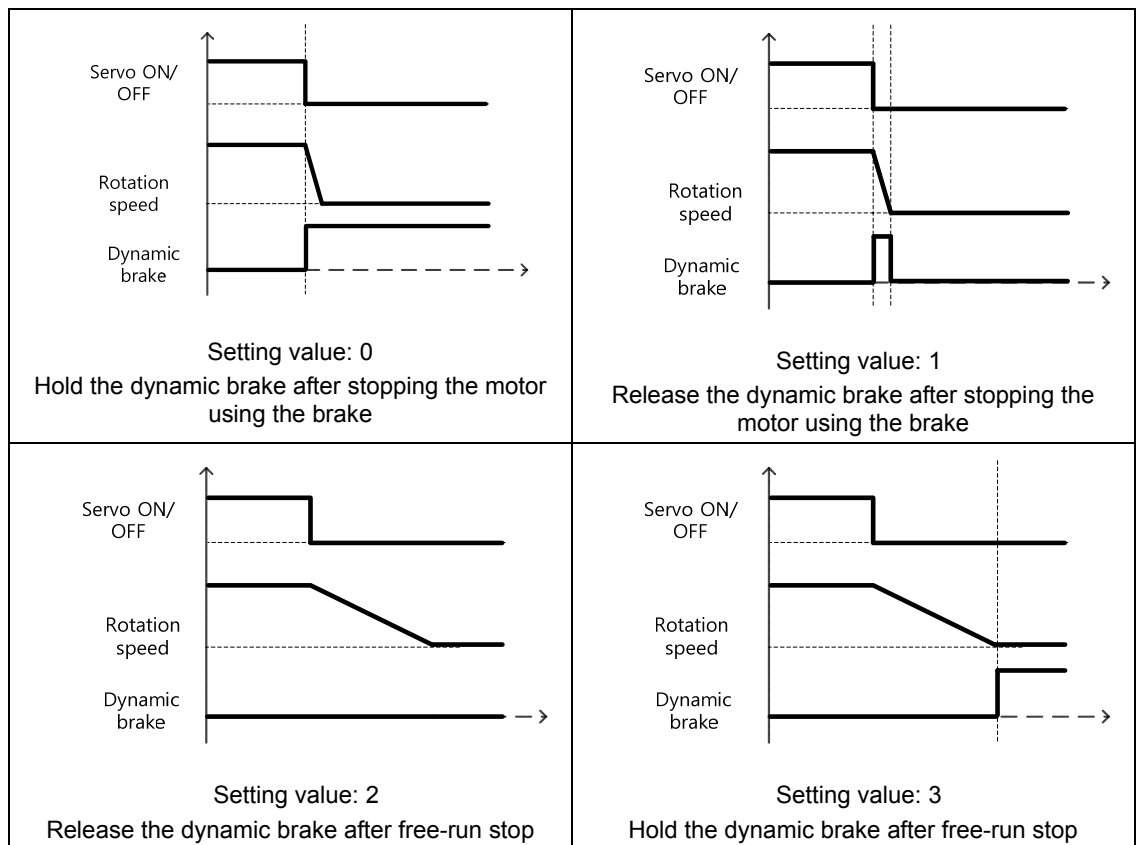 Servo ON/
OFF
Rotation
speed
Dynamic
brake
Setting value: 0
Hold the dynamic brake after stopping the motor
using the brake
Servo ON/
OFF
Rotation
speed
Dynamic
brake
Setting value: 1
Release the dynamic brake after stopping the
motor using the brake
Servo ON/
OFF
Rotation
speed
Dynamic
brake
Setting value: 2
Release the dynamic brake after free-run stop
Servo ON/
OFF
Rotation
speed
Dynamic
brake
Setting value: 3
Hold the dynamic brake after free-run stop